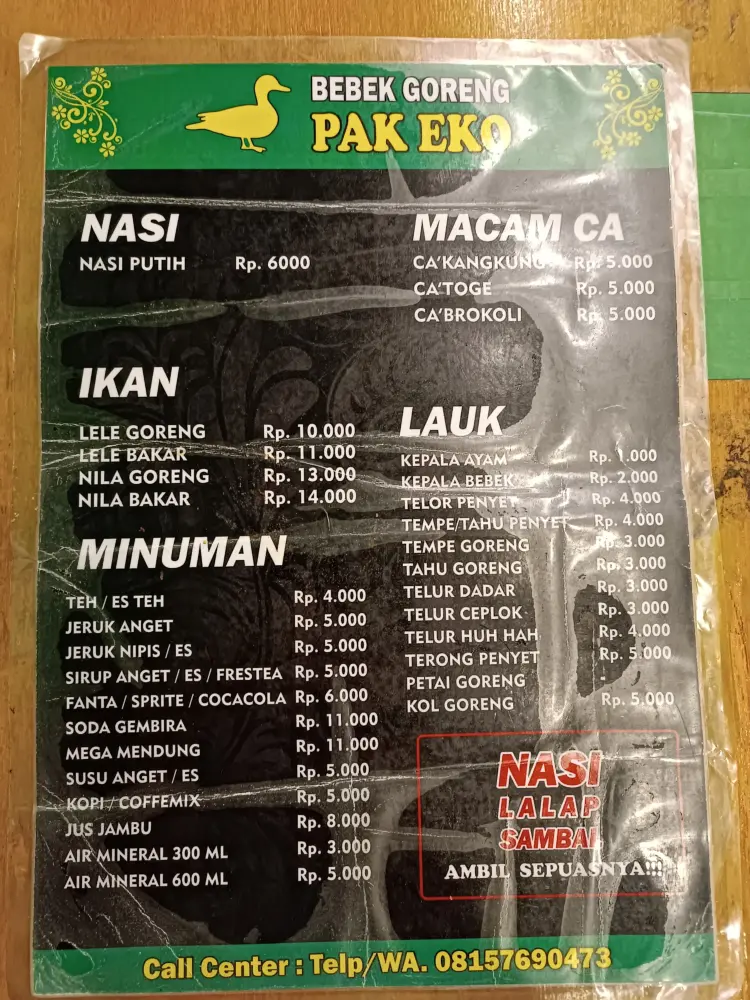 BEBEK GORENG
PAK EKO
NASI
NASI PUTIH Rp. 6000
MACAM CA
CA'KANGKUNG Rp. 5.000
CA'TOGE Rp. 5.000
CA'BROKOLI Rp. 5.000
IKAN
LELE GORENG Rp. 10.000
LELE BAKAR Rp. 11.000
NILA GORENG Rp. 13.000
NILA BAKAR Rp. 14.000
LAUK
KEPALA AYAM Rp. 1.000
KEPALA BEBEK Rp. 2.000
TELOR PENYET Rp. 4.000
TEMPE/TAHU PENYET Rp. 4.000
TEMPE GORENG Rp. 3.000
TAHU GORENG Rp. 3.000
TELUR DADAR Rp. 3.000
TELUR CEPLOK Rp. 3.000
TELUR HUH HAH Rp. 4.000
TERONG PENYET Rp. 5.000
PETAI GORENG -
KOL GORENG Rp. 5.000
MINUMAN
TEH / ES TEH Rp. 4.000
JERUK ANGET Rp. 5.000
JERUK NIPIS / ES Rp. 5.000
SIRUP ANGET / ES / FRESTEA Rp. 5.000
FANTA / SPRITE / COCACOLA Rp. 6.000
SODA GEMBIRA Rp. 11.000
MEGA MENDUNG Rp. 11.000
SUSU ANGET / ES Rp. 5.000
KOPI / COFFEMIX Rp. 5.000
JUS JAMBU Rp. 8.000
AIR MINERAL 300 ML Rp. 3.000
AIR MINERAL 600 ML Rp. 5.000
NASI
LALAP
SAMBAL
AMBIL SEPUASNYA!!!
Call Center : Telp/WA. 08157690473